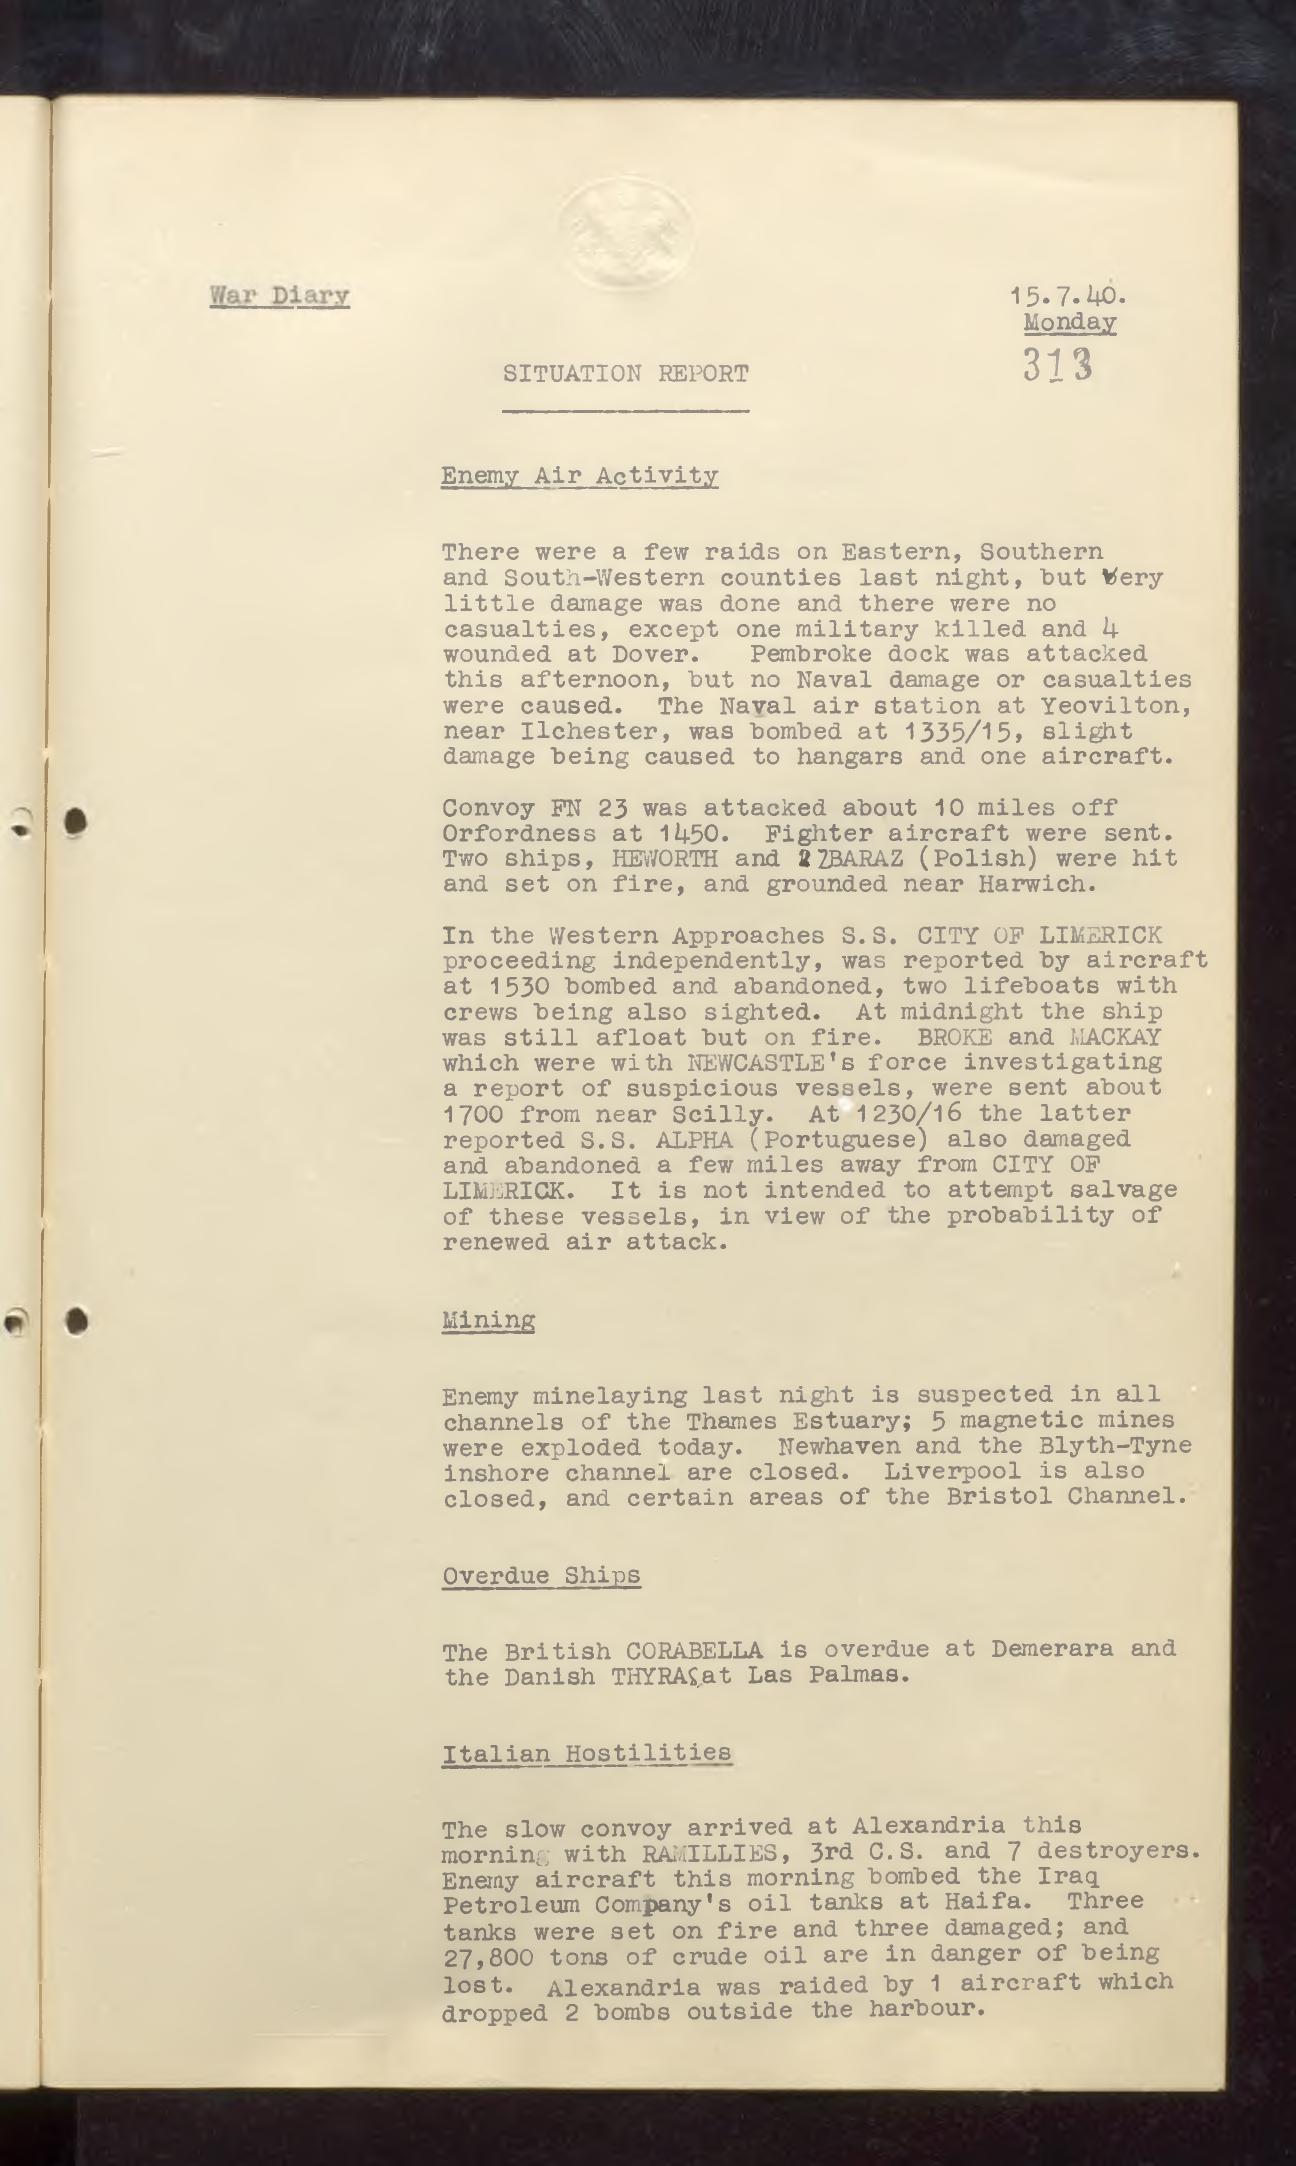 War Diary
15.7.40.
Monday
313
SITUATION REPORT
Enemy Air Activity
There were a few raids on Eastern, Southern
and South-Western counties last night, but Very
little damage was done and there were no
casualties, except one military killed and 4
wounded at Dover. Pembroke dock was attacked
this afternoon, but no Naval damage or casualties
were caused. The Naval air station at Yeovilton,
near Ilchester, was bombed at 1335/15, slight
damage being caused to hangars and one aircraft.
Convoy FN 23 was attacked about 10 miles off
Orfordness at 1450. Fighter aircraft were sent.
Two ships, HEWORTH and ZBARAZ (Polish) were hit
and set on fire, and grounded near Harwich.
In the Western Approaches S.S. CITY OF LIMERICK
proceeding independently, was reported by aircraft
at 1530 bombed and abandoned, two lifeboats with
crews being also sighted. At midnight the ship
was still afloat but on fire. BROKE and MACKAY
which were with NEWCASTLE's force investigating
a report of suspicious vessels, were sent about
1700 from near Scilly. At 1230/16 the latter
reported S.S. ALPHA (Portuguese) also damaged
and abandoned a few miles away from CITY OF
LIMERICK. It is not intended to attempt salvage
of these vessels, in view of the probability of
renewed air attack.
Mining
Enemy minelaying last night is suspected in all
channels of the Thames Estuary; 5 magnetic mines
were exploded today. Newhaven and the Blyth-Tyne
inshore channel are closed. Liverpool is also
closed, and certain areas of the Bristol Channel.
Overdue Ships
The British CORABELLA is overdue at Demerara and
the Danish THYRAS at Las Palmas.
Italian Hostilities
The slow convoy arrived at Alexandria this
morning with RAMILLIES, 3rd C.S. and 7 destroyers.
Enemy aircraft this morning bombed the Iraq
Petroleum Company's oil tanks at Haifa. Three
tanks were set on fire and three damaged; and
27,800 tons of crude oil are in danger of being
lost. Alexandria was raided by 1 aircraft which
dropped 2 bombs outside the harbour.